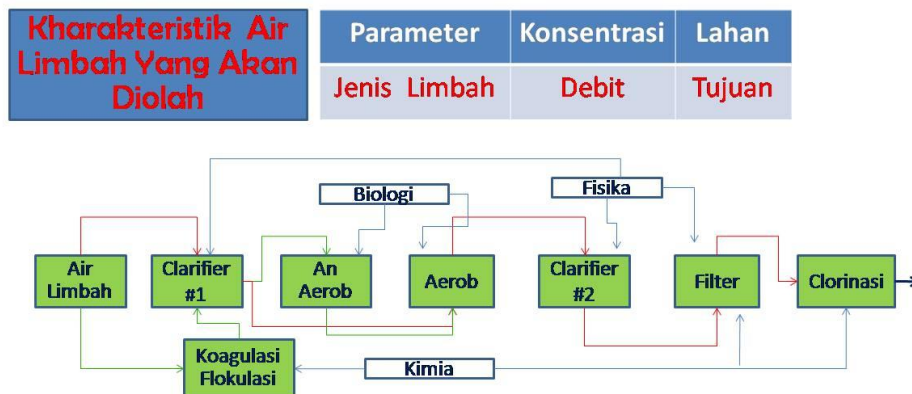 Kharakteristik Air
Limbah Yang Akan
Diolah
Parameter Konsentrasi Lahan
Jenis Limbah Debit Tujuan
Biologi
Fisika
Air
Limbah
Clarifier
#1
An
Aerob
Aerob
Clarifier
#2
Filter
Clorinasi
Koagulasi
Flokulasi
Kimia